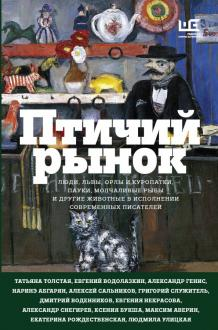 Птичий
рынок
ЛЮДИ, ЛЬВЫ, ОРЛЫ И КУРОПАТКИ,
ПАУКИ, МОЛЧАЛИВЫЕ РЫБЫ
И ДРУГИЕ ЖИВОТНЫЕ В ИСПОЛНЕНИИ
СОВРЕМЕННЫХ ПИСАТЕЛЕЙ
ТАТЬЯНА ТОЛСТАЯ, ЕВГЕНИЙ ВОДОЛАЗКИН, АЛЕКСАНДР ГЕНИС,
НАРИНЭ АБГАРЯН, АЛЕКСЕЙ САЛЬНИКОВ, ГРИГОРИЙ СЛУЖИТЕЛЬ,
ДМИТРИЙ ВОДЕННИКОВ, ЕВГЕНИЯ НЕКРАСОВА,
АЛЕКСАНДР СНЕГИРЕВ, КСЕНИЯ БУКША, МАКСИМ АВЕРИН,
ЕКАТЕРИНА РОЖДЕСТВЕНСКАЯ, ЛЮДМИЛА УЛИЦКАЯ